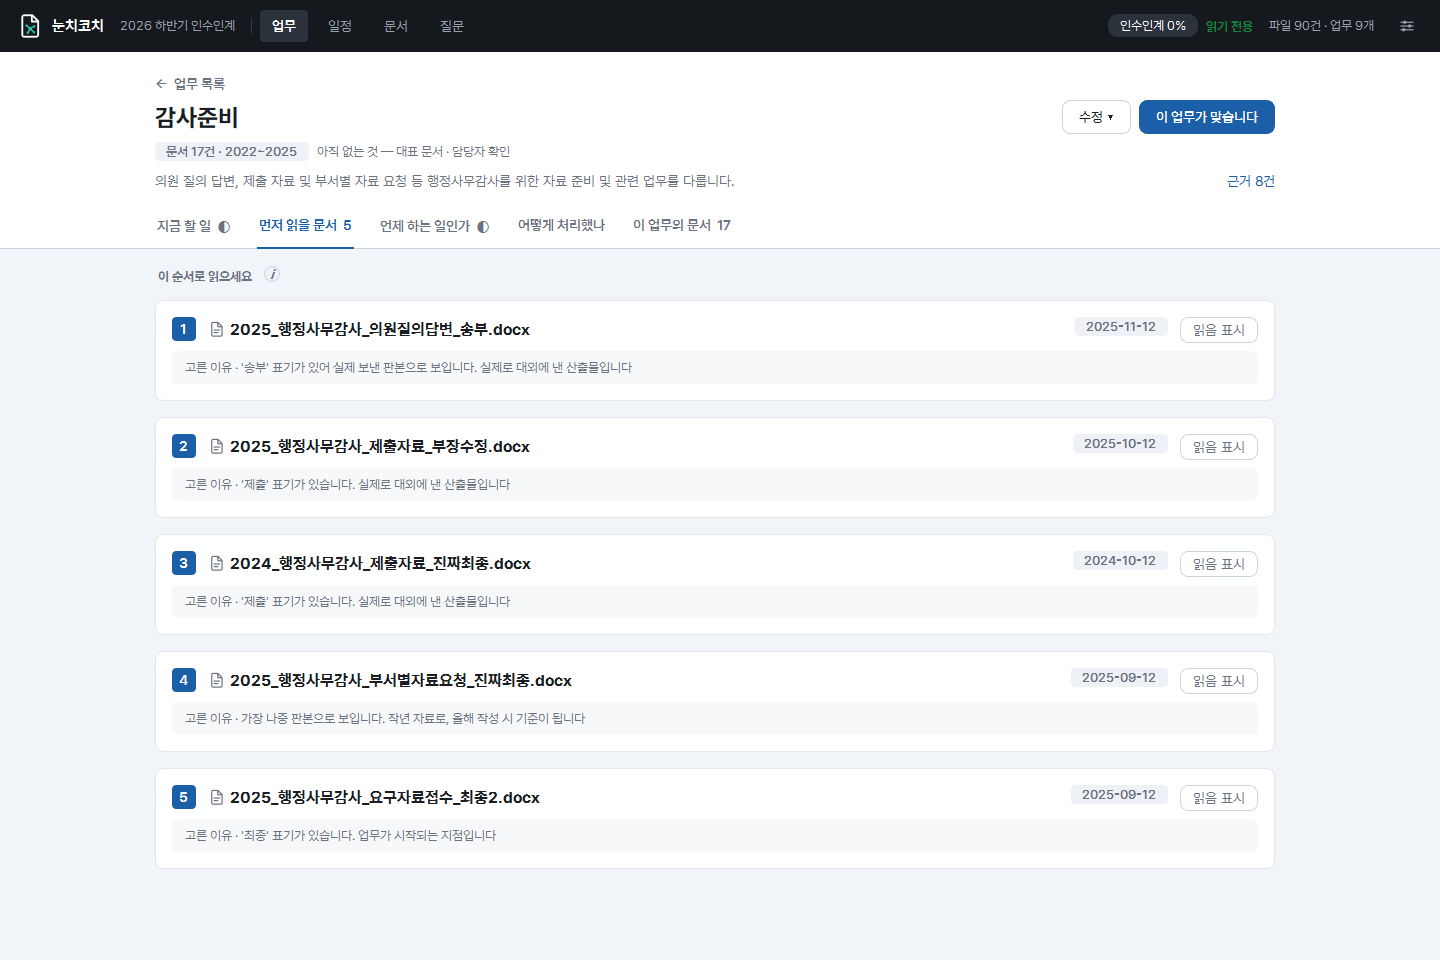 눈치코치 2026 하반기 인수인계 업무 일정 문서 질문 인수인계 0% 읽기 전용 파일 90건 · 업무 9개
← 업무 목록
감사준비 수정 ▾ 이 업무가 맞습니다
문서 17건 · 2022~2025 아직 없는 것 — 대표 문서 · 담당자 확인
의원 질의 답변, 제출 자료 및 부서별 자료 요청 등 행정사무감사를 위한 자료 준비 및 관련 업무를 다룹니다. 근거 8건
지금 할 일 먼저 읽을 문서 5 언제 하는 일인가 어떻게 처리했나 이 업무의 문서 17
이 순서로 읽으세요 i
1 2025_행정사무감사_의원질의답변_송부.docx 2025-11-12 읽음 표시
고른 이유 · '송부' 표기가 있어 실제 보낸 판본으로 보입니다. 실제로 대외에 낸 산출물입니다
2 2025_행정사무감사_제출자료_부장수정.docx 2025-10-12 읽음 표시
고른 이유 · '제출' 표기가 있습니다. 실제로 대외에 낸 산출물입니다
3 2024_행정사무감사_제출자료_진짜최종.docx 2024-10-12 읽음 표시
고른 이유 · '제출' 표기가 있습니다. 실제로 대외에 낸 산출물입니다
4 2025_행정사무감사_부서별자료요청_진짜최종.docx 2025-09-12 읽음 표시
고른 이유 · 가장 나중 판본으로 보입니다. 작년 자료로, 올해 작성 시 기준이 됩니다
5 2025_행정사무감사_요구자료접수_최종2.docx 2025-09-12 읽음 표시
고른 이유 · '최종' 표기가 있습니다. 업무가 시작되는 지점입니다